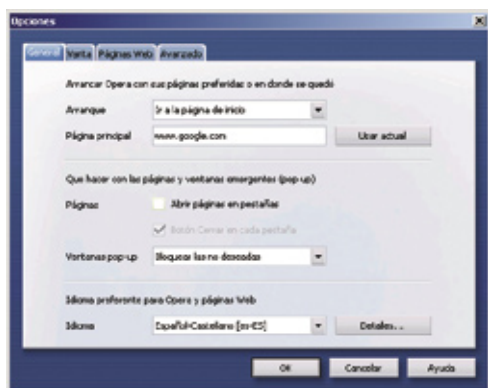 Opciones
General Venta Páginas Web Avanzado
Arrancar Opera con sus páginas preferidas o en donde se quedó
Arranque Ir a la página de inicio
Página principal www.google.com Usar actual
Que hacer con las páginas y ventanas emergentes (pop-up)
Páginas Abrir páginas en pestañas
Botón Cerrar en cada pestaña
Ventanas pop-up Bloquear las no deseadas
Idioma preferente para Opera y páginas Web
Idioma Español-Castellano [es-ES] Detalles...
OK Cancelar Ayuda